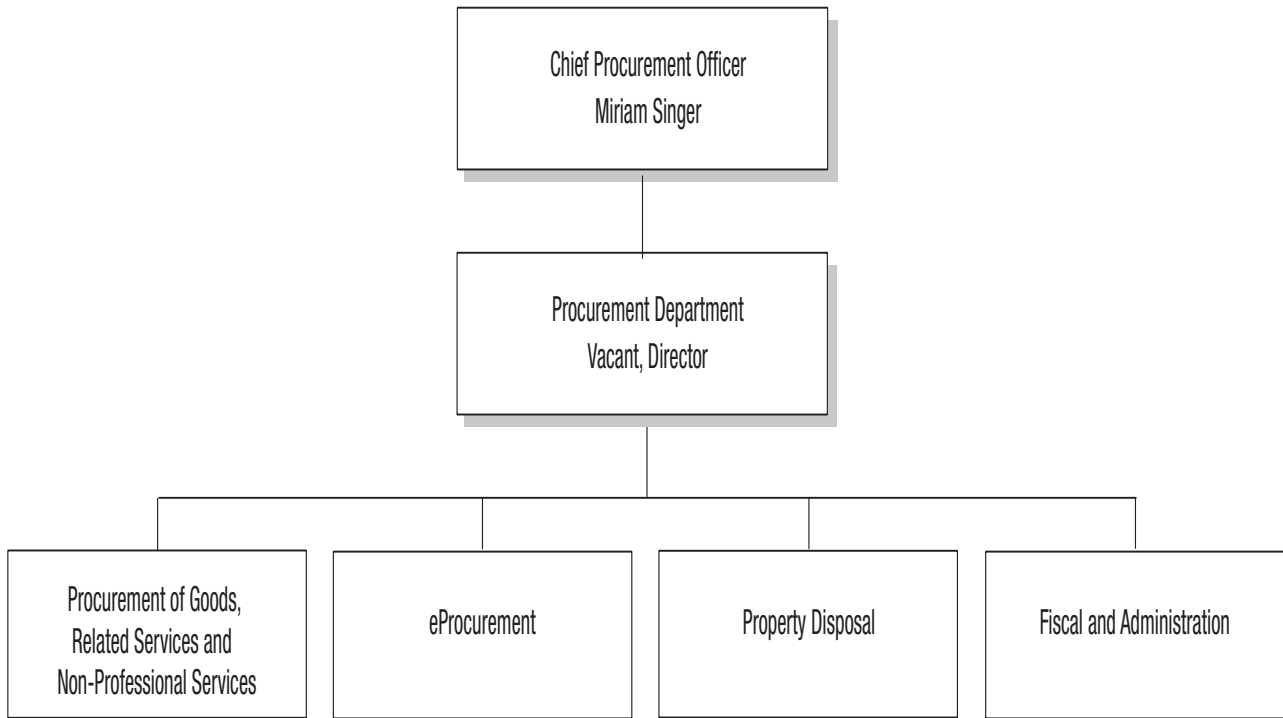 Chief Procurement Officer
Miriam Singer
Procurement Department
Vacant, Director
Procurement of Goods,
Related Services and
Non-Professional Services
eProcurement
Property Disposal
Fiscal and Administration